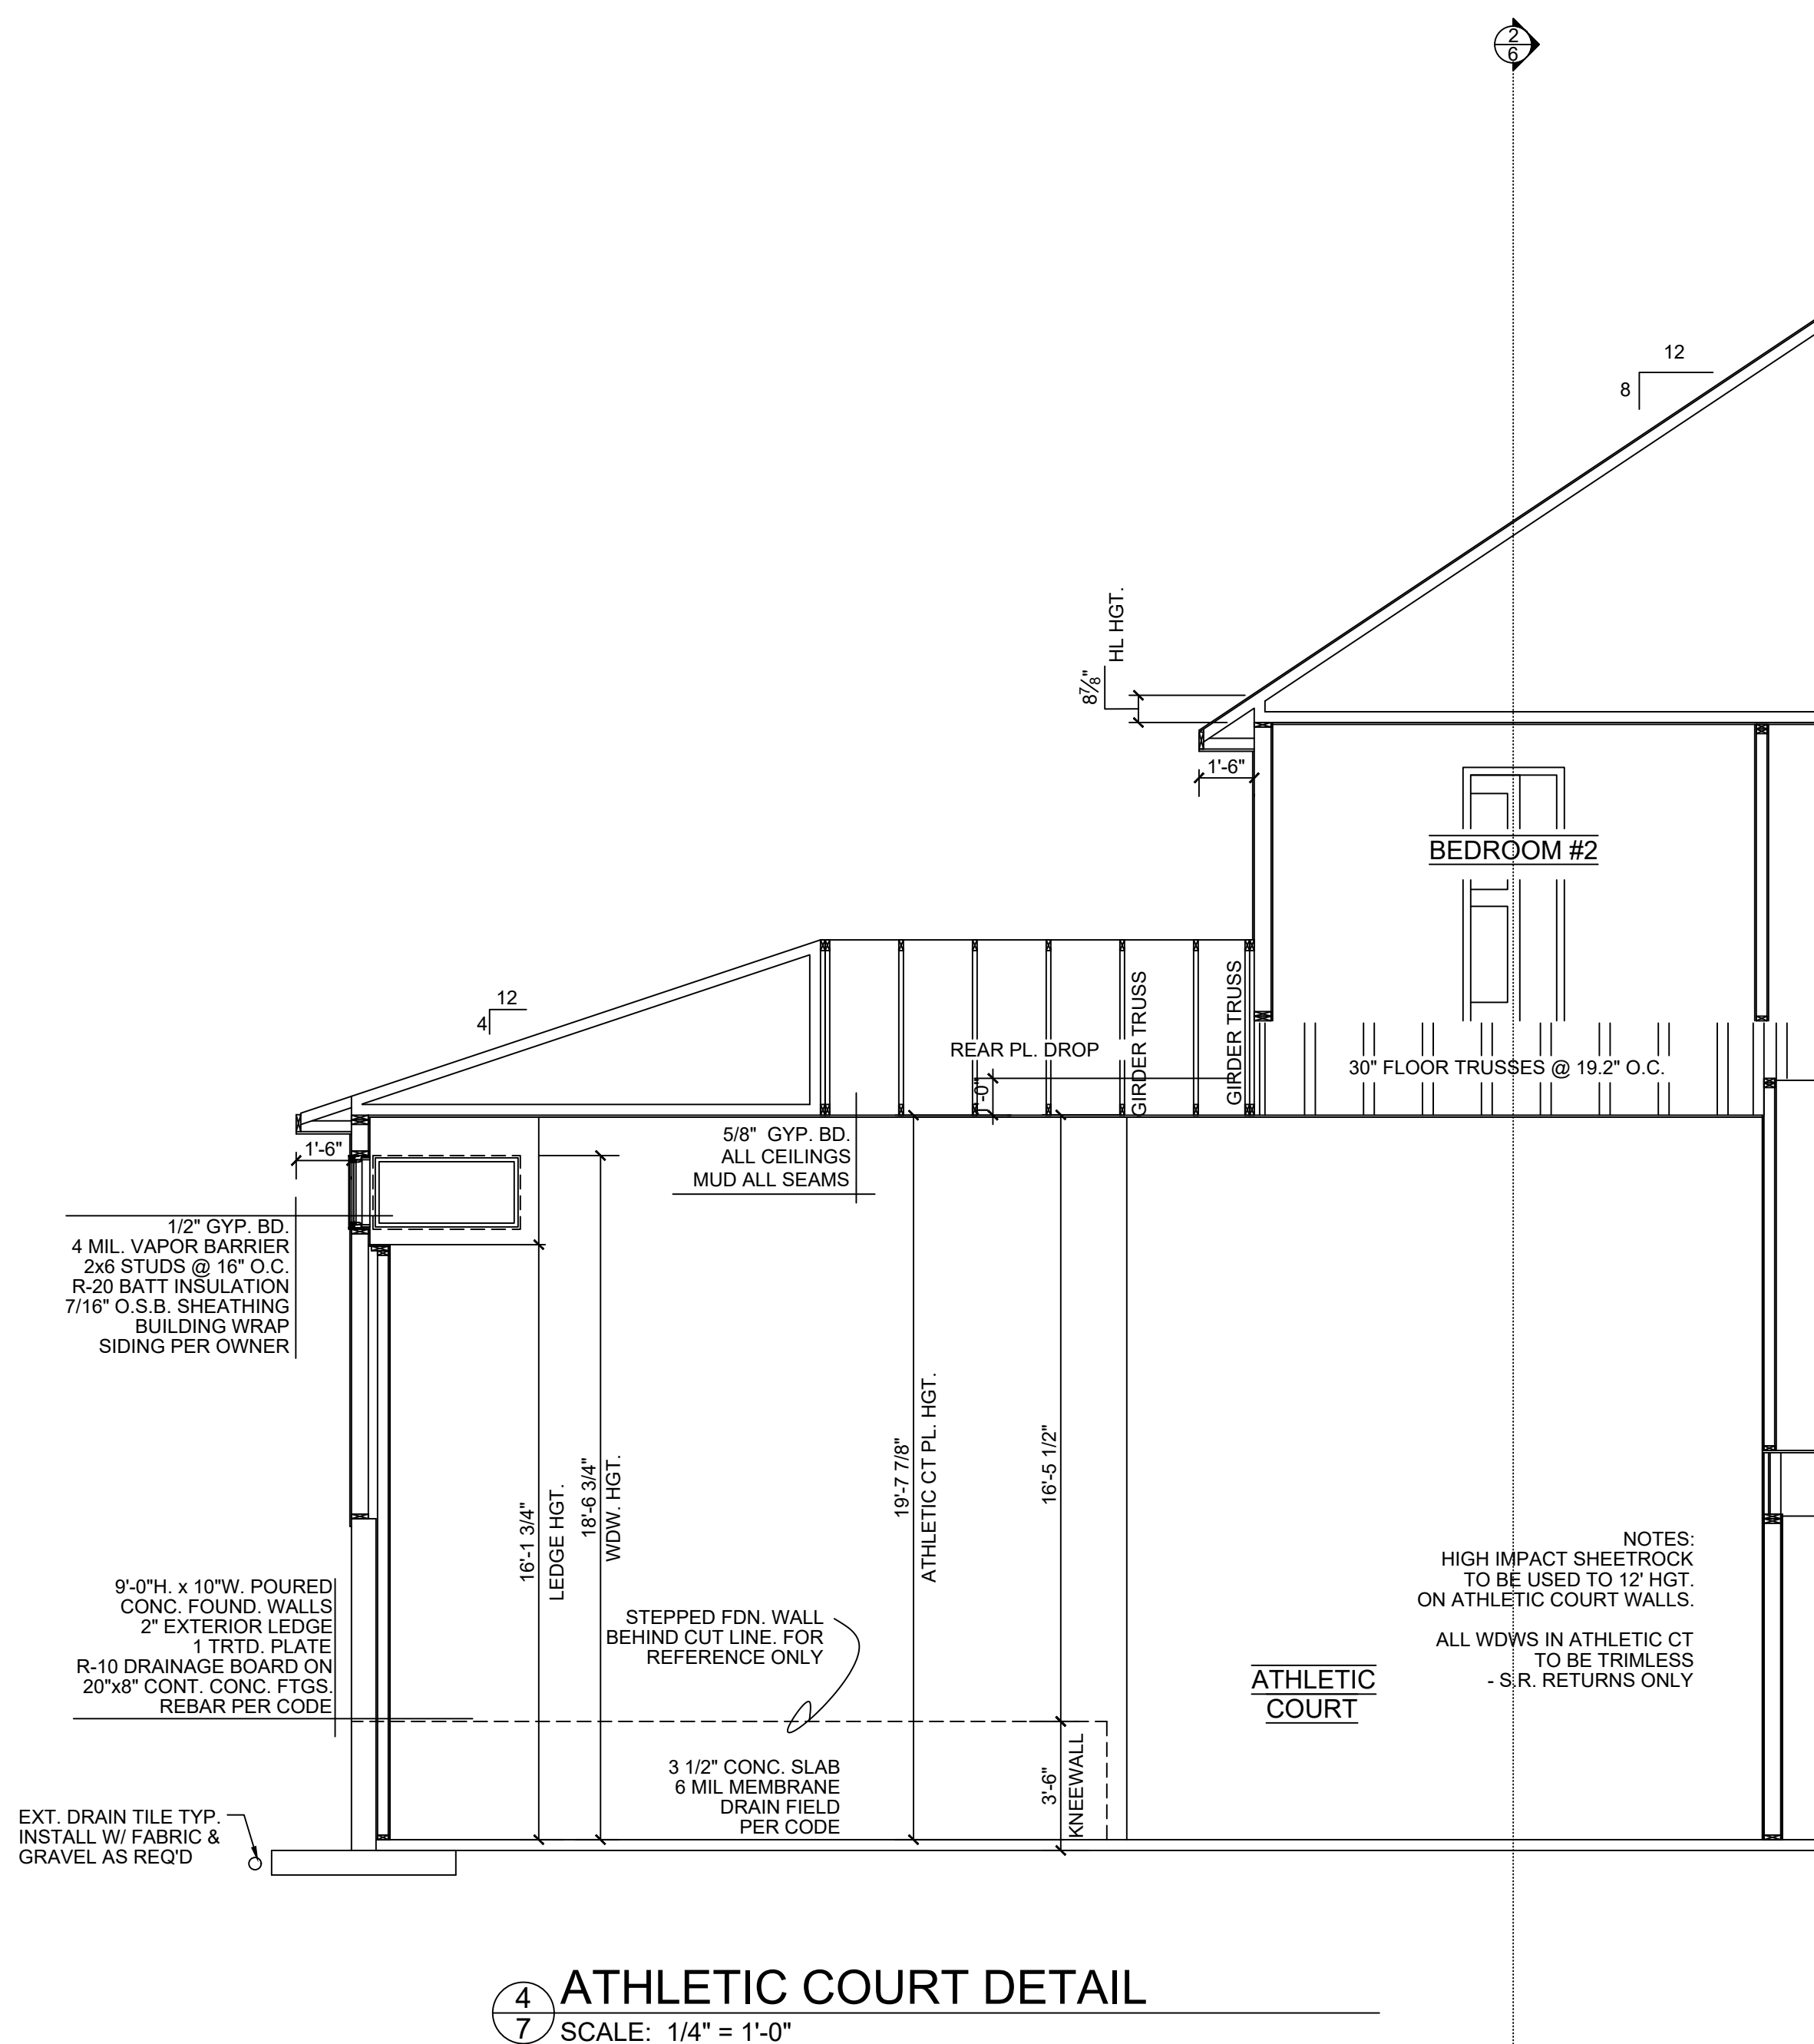 2
6
12
8
HL HGT.
8⅞"
1'-6"
BEDROOM #2
12
4
GIRDER TRUSS
GIRDER TRUSS
REAR PL. DROP
30" FLOOR TRUSSES @ 19.2" O.C.
-0"
1'-6"
5/8" GYP. BD.
ALL CEILINGS
MUD ALL SEAMS
1/2" GYP. BD.
4 MIL. VAPOR BARRIER
2x6 STUDS @ 16" O.C.
R-20 BATT INSULATION
7/16" O.S.B. SHEATHING
BUILDING WRAP
SIDING PER OWNER
16'-1 3/4"
LEDGE HGT.
18'-6 3/4"
WDW. HGT.
19'-7 7/8"
ATHLETIC CT PL. HGT.
16'-5 1/2"
NOTES:
HIGH IMPACT SHEETROCK
TO BE USED TO 12' HGT.
ON ATHLETIC COURT WALLS.
ALL WDWS IN ATHLETIC CT
TO BE TRIMLESS
- S.R. RETURNS ONLY
9'-0"H. x 10"W. POURED
CONC. FOUND. WALLS
2" EXTERIOR LEDGE
1 TRTD. PLATE
R-10 DRAINAGE BOARD ON
20"x8" CONT. CONC. FTGS.
REBAR PER CODE
STEPPED FDN. WALL
BEHIND CUT LINE. FOR
REFERENCE ONLY
ATHLETIC
COURT
3 1/2" CONC. SLAB
6 MIL MEMBRANE
DRAIN FIELD
PER CODE
3'-6"
KNEEWALL
EXT. DRAIN TILE TYP.
INSTALL W/ FABRIC &
GRAVEL AS REQ'D
4
7
ATHLETIC COURT DETAIL
SCALE: 1/4" = 1'-0"